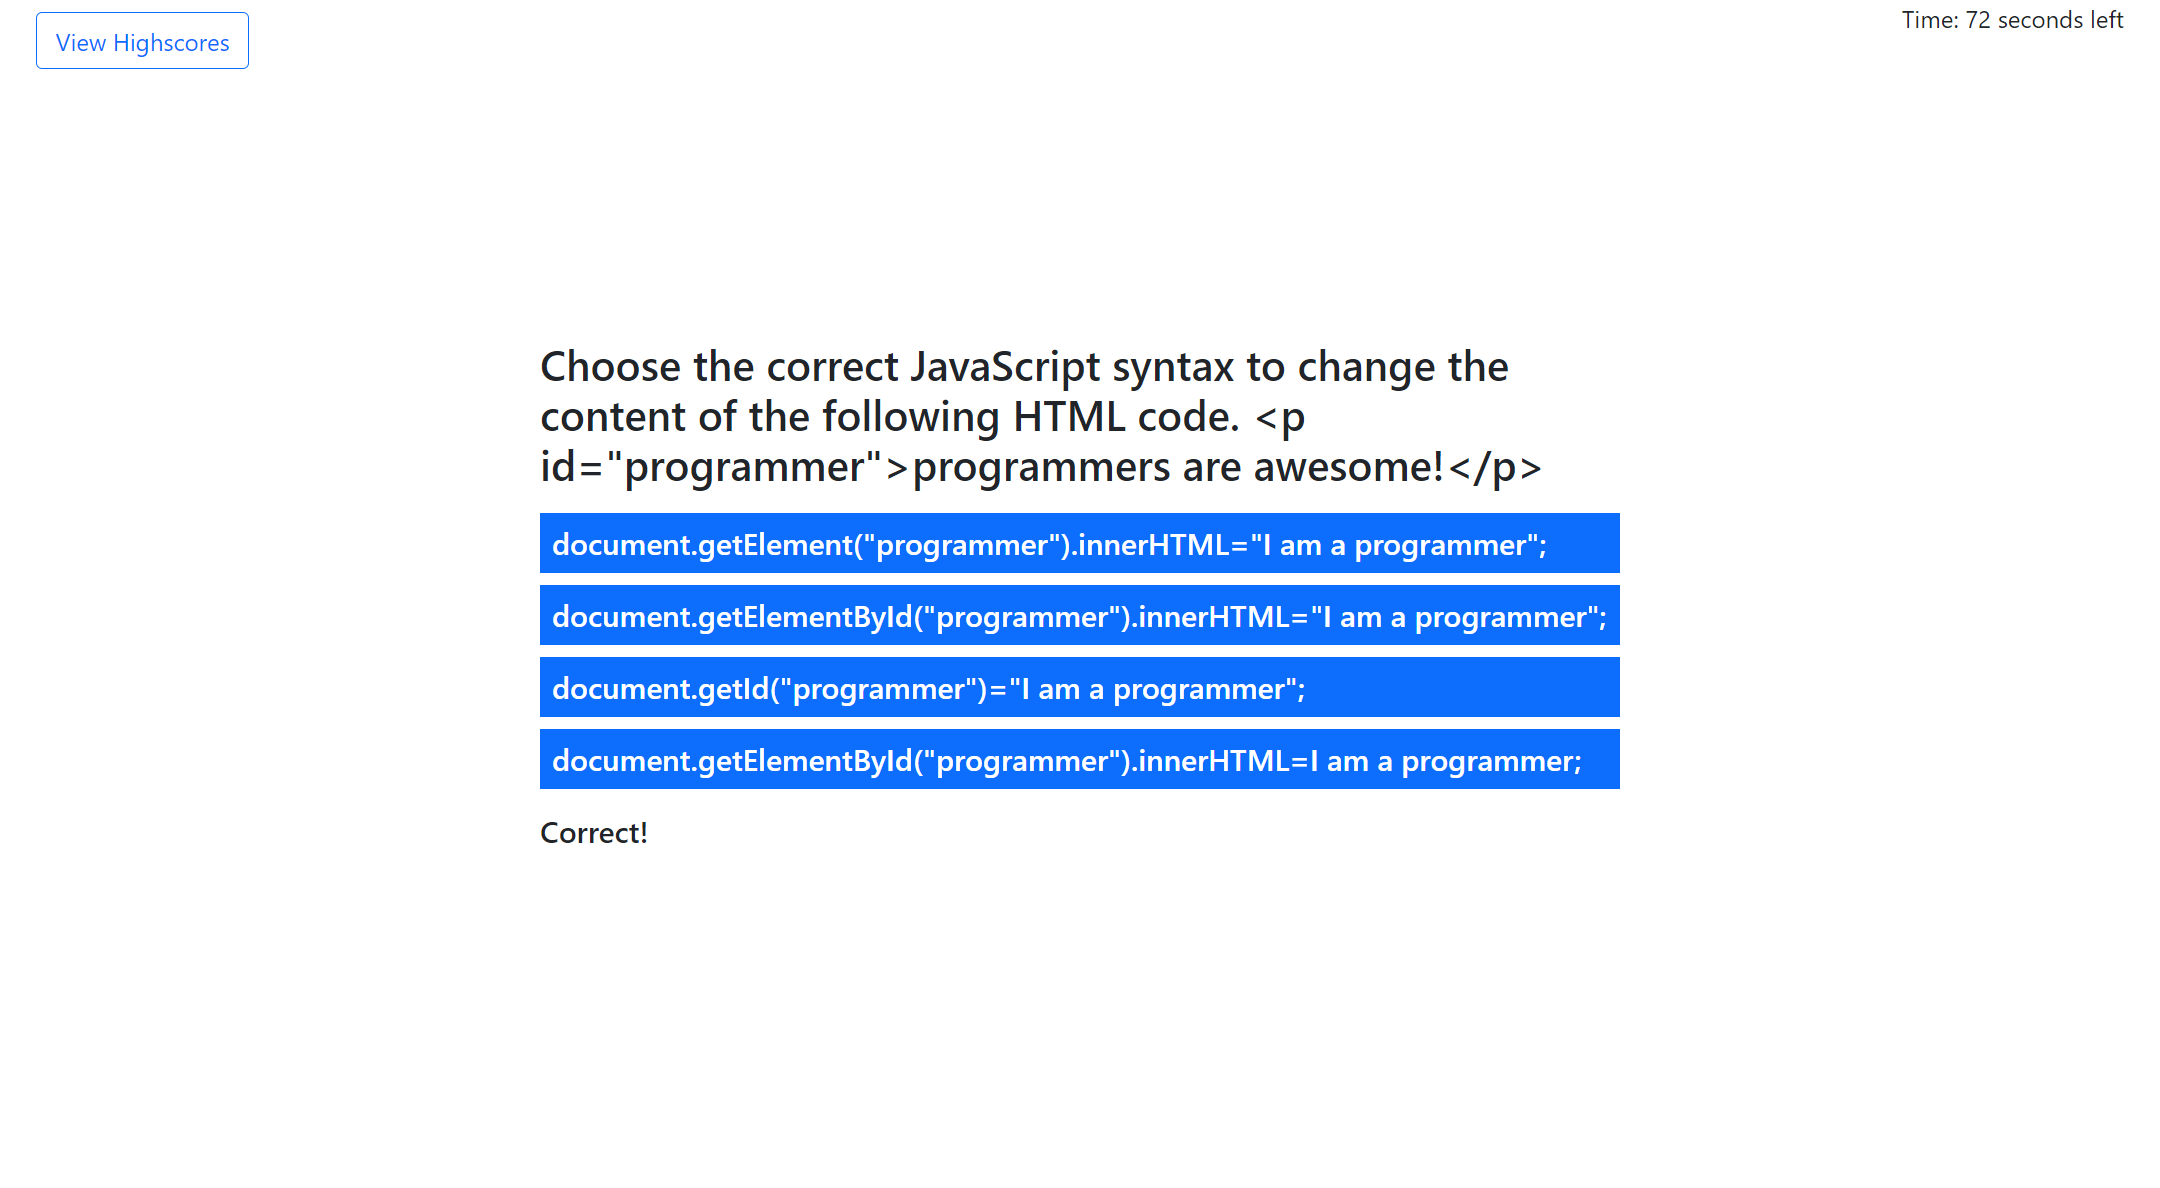 View Highscores
Time: 72 seconds left
Choose the correct JavaScript syntax to change the
content of the following HTML code. <p
id="programmer">programmers are awesome!</p>
document.getElement("programmer").innerHTML="I am a programmer";
document.getElementById("programmer").innerHTML="I am a programmer";
document.getId("programmer")="I am a programmer";
document.getElementById("programmer").innerHTML=I am a programmer;
Correct!